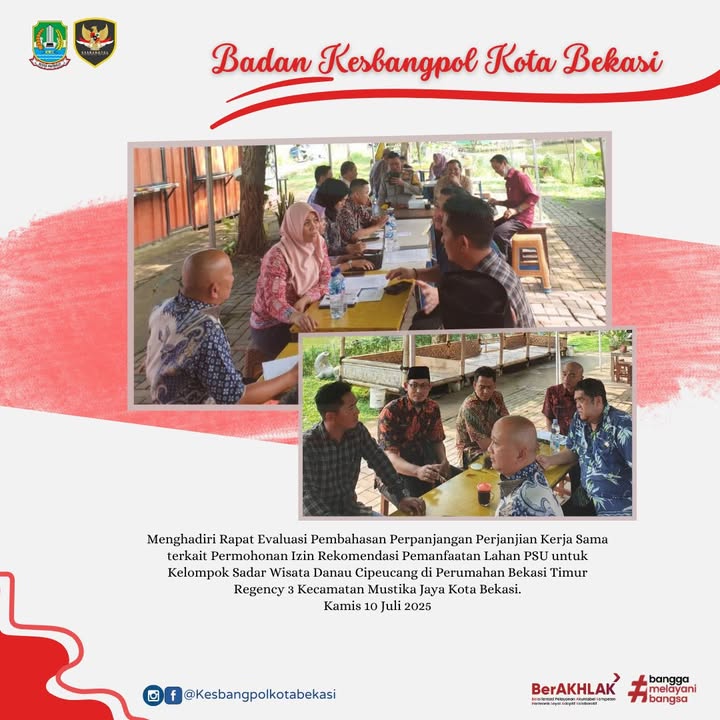 Badan Kesbangpol Kota Bekasi
Menghadiri Rapat Evaluasi Pembahasan Perpanjangan Perjanjian Kerja Sama
terkait Permohonan Izin Rekomendasi Pemanfaatan Lahan PSU untuk
Kelompok Sadar Wisata Danau Cipeucang di Perumahan Bekasi Timur
Regency 3 Kecamatan Mustika Jaya Kota Bekasi.
Kamis 10 Juli 2025
@Kesbangpolkotabekasi
BerAKHLAK
#bangga
melayani
bangsa